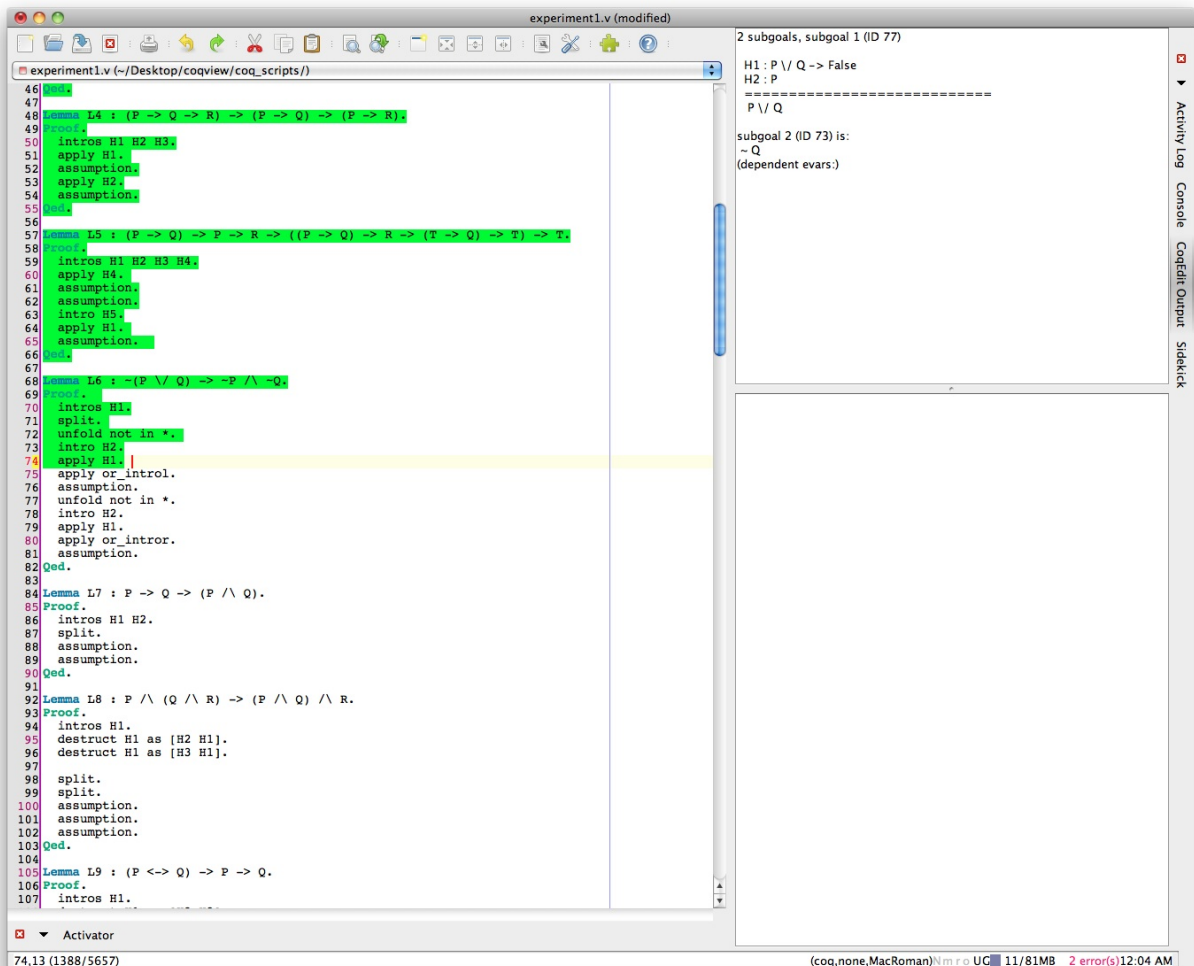 experiment1.v (modified)
experiment1.v (~/Desktop/coqview/coq_scripts/)
46 Qed.
47
48 Lemma L4 : (P -> Q -> R) -> (P -> Q) -> (P -> R).
49 Proof.
50 intros H1 H2 H3.
51 apply H1.
52 assumption.
53 apply H2.
54 assumption.
55 Qed.
56
57 Lemma L5 : (P -> Q) -> P -> R -> ((P -> Q) -> R -> (T -> Q) -> T) -> T.
58 Proof.
59 intros H1 H2 H3 H4.
60 apply H4.
61 assumption.
62 assumption.
63 intro H5.
64 apply H1.
65 assumption.
66 Qed.
67
68 Lemma L6 : ~(P \/ Q) -> ~P /\ ~Q.
69 Proof.
70 intros H1.
71 split.
72 unfold not in *.
73 intro H2.
74 apply H1.
75 apply or_introl.
76 assumption.
77 unfold not in *.
78 intro H2.
79 apply H1.
80 apply or_intror.
81 assumption.
82 Qed.
83
84 Lemma L7 : P -> Q -> (P /\ Q).
85 Proof.
86 intros H1 H2.
87 split.
88 assumption.
89 assumption.
90 Qed.
91
92 Lemma L8 : P /\ (Q /\ R) -> (P /\ Q) /\ R.
93 Proof.
94 intros H1.
95 destruct H1 as [H2 H1].
96 destruct H1 as [H3 H1].
97
98 split.
99 split.
100 assumption.
101 assumption.
102 assumption.
103 Qed.
104
105 Lemma L9 : (P <-> Q) -> P -> Q.
106 Proof.
107 intros H1.
2 subgoals, subgoal 1 (ID 77)
H1 : P \/ Q -> False
H2 : P
============================
P \/ Q
subgoal 2 (ID 73) is:
~ Q
(dependent evars:)
Activity Log
Console
CoqEdit Output
Sidekick
Activator
74,13 (1388/5657)
(coq,none,MacRoman)N m r o UG 11/81MB 2 error(s)12:04 AM